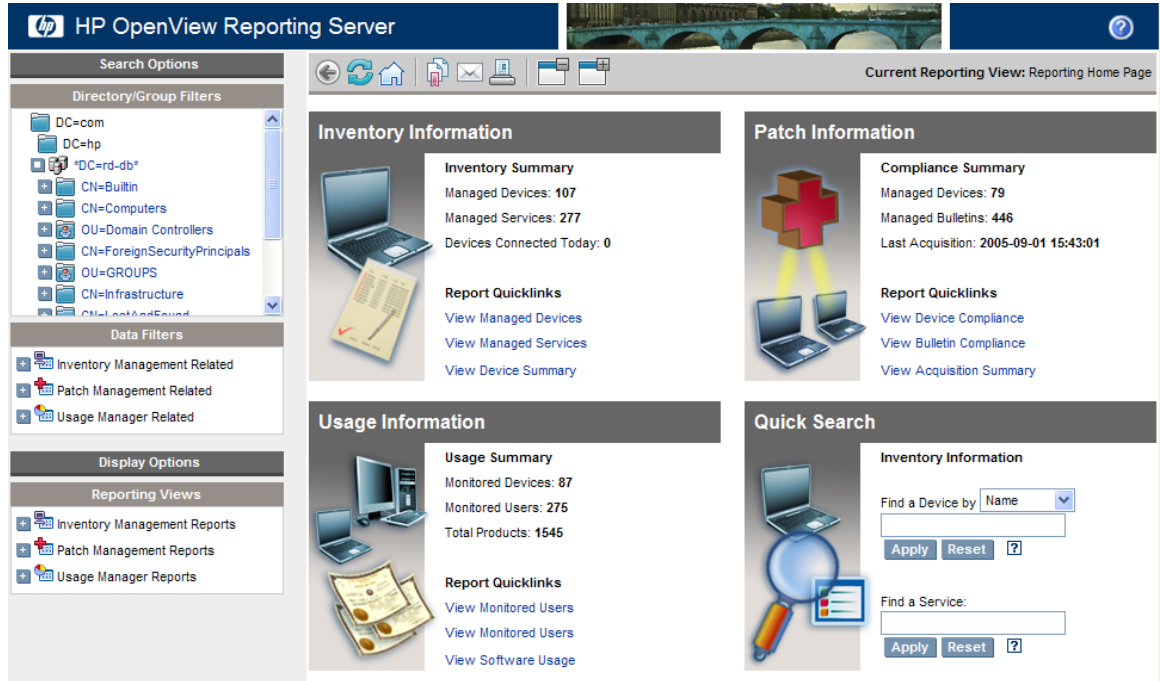 hp HP OpenView Reporting Server
?
Search Options
Directory/Group Filters
DC=com
DC=hp
*DC=rd-db*
CN=Builtin
CN=Computers
OU=Domain Controllers
CN=ForeignSecurityPrincipals
OU=GROUPS
CN=Infrastructure
CN=LostAndFound
Data Filters
Inventory Management Related
Patch Management Related
Usage Manager Related
Display Options
Reporting Views
Inventory Management Reports
Patch Management Reports
Usage Manager Reports
Current Reporting View: Reporting Home Page
Inventory Information
Inventory Summary
Managed Devices: 107
Managed Services: 277
Devices Connected Today: 0
Report Quicklinks
View Managed Devices
View Managed Services
View Device Summary
Patch Information
Compliance Summary
Managed Devices: 79
Managed Bulletins: 446
Last Acquisition: 2005-09-01 15:43:01
Report Quicklinks
View Device Compliance
View Bulletin Compliance
View Acquisition Summary
Usage Information
Usage Summary
Monitored Devices: 87
Monitored Users: 275
Total Products: 1545
Report Quicklinks
View Monitored Users
View Monitored Users
View Software Usage
Quick Search
Inventory Information
Find a Device by Name
Apply Reset ?
Find a Service:
Apply Reset ?